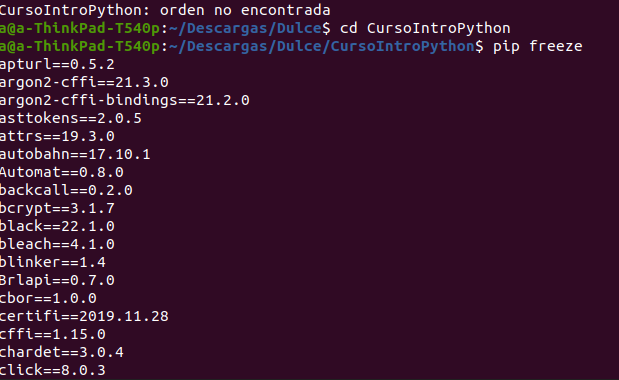 CursoIntroPython: orden no encontrada
a@a-ThinkPad-T540p:~/Descargas/Dulce$ cd CursoIntroPython
a@a-ThinkPad-T540p:~/Descargas/Dulce/CursoIntroPython$ pip freeze
apturl==0.5.2
argon2-cffi==21.3.0
argon2-cffi-bindings==21.2.0
asttokens==2.0.5
attrs==19.3.0
autobahn==17.10.1
Automat==0.8.0
backcall==0.2.0
bcrypt==3.1.7
black==22.1.0
bleach==4.1.0
blinker==1.4
Brlapi==0.7.0
cbor==1.0.0
certifi==2019.11.28
cffi==1.15.0
chardet==3.0.4
click==8.0.3